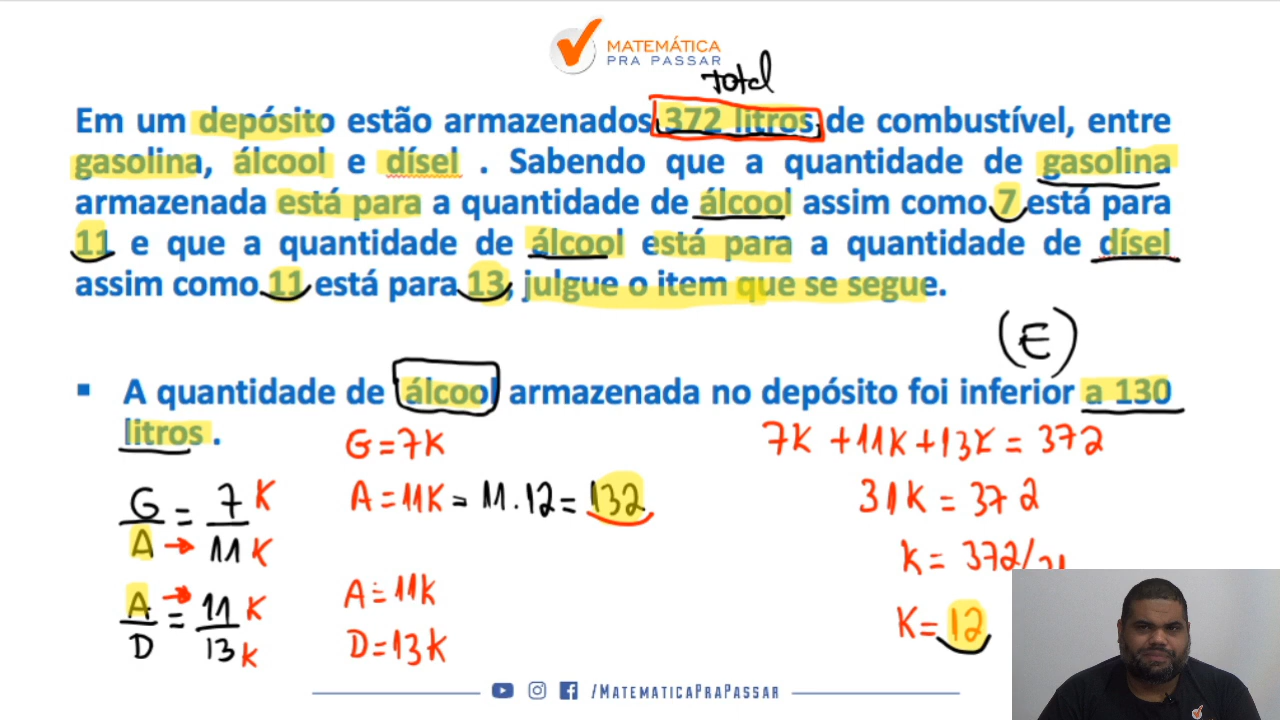 MATEMÁTICA
PRA PASSAR
Total
Em um depósito estão armazenados 372 litros de combustível, entre
gasolina, álcool e dísel . Sabendo que a quantidade de gasolina
armazenada está para a quantidade de álcool assim como 7 está para
11 e que a quantidade de álcool está para a quantidade de dísel
assim como 11 está para 13, julgue o item que se segue.
(E)
▪ A quantidade de álcool armazenada no depósito foi inferior a 130
litros .
G = 7K
7K + 11K + 13K = 372
G/A = 7K/11K
A = 11K = 11 . 12 = 132
31K = 372
K = 372/
A/D = 11K/13K
A = 11K
D = 13K
K = 12
/MatematicaPraPassar